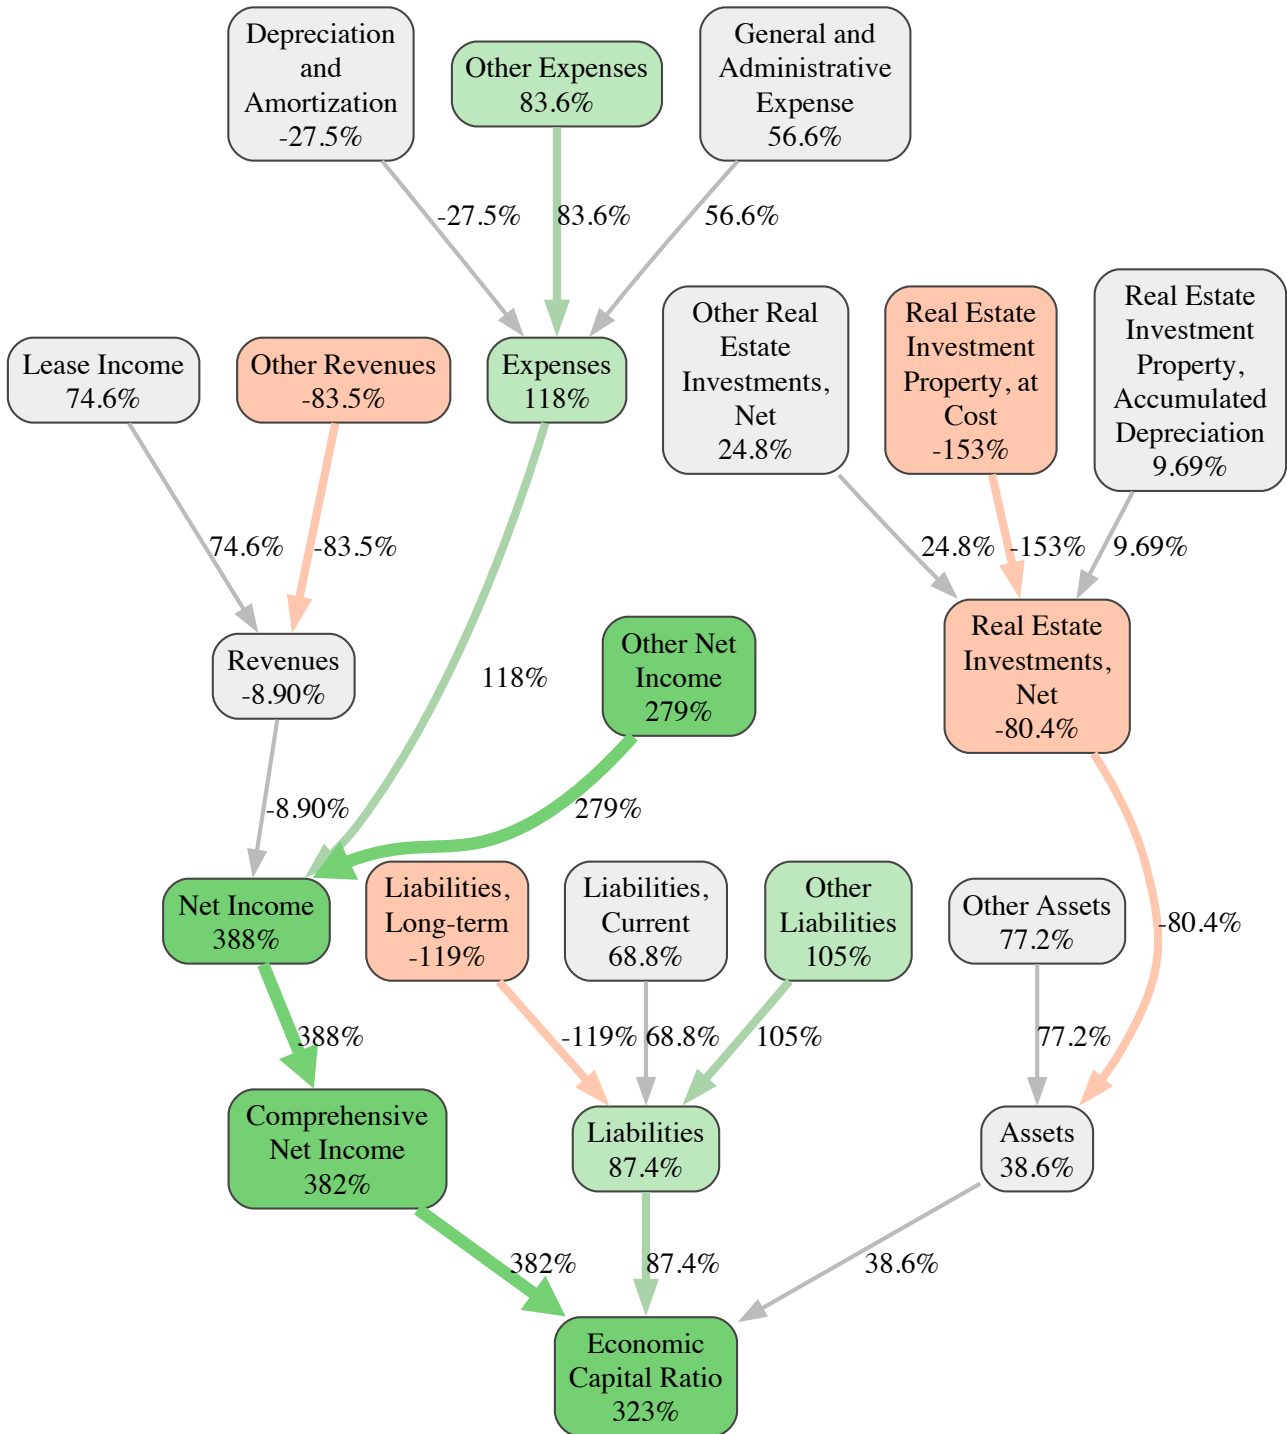 Depreciation
and
Amortization
-27.5%
Other Expenses
83.6%
General and
Administrative
Expense
56.6%
-27.5%
83.6%
56.6%
Lease Income
74.6%
Other Revenues
-83.5%
Expenses
118%
Other Real
Estate
Investments,
Net
24.8%
Real Estate
Investment
Property, at
Cost
-153%
Real Estate
Investment
Property,
Accumulated
Depreciation
9.69%
74.6%
-83.5%
24.8%
-153%
9.69%
Revenues
-8.90%
118%
Other Net
Income
279%
Real Estate
Investments,
Net
-80.4%
-8.90%
279%
Net Income
388%
Liabilities,
Long-term
-119%
Liabilities,
Current
68.8%
Other
Liabilities
105%
Other Assets
77.2%
-80.4%
388%
-119%
68.8%
105%
77.2%
Comprehensive
Net Income
382%
Liabilities
87.4%
Assets
38.6%
382%
87.4%
38.6%
Economic
Capital Ratio
323%